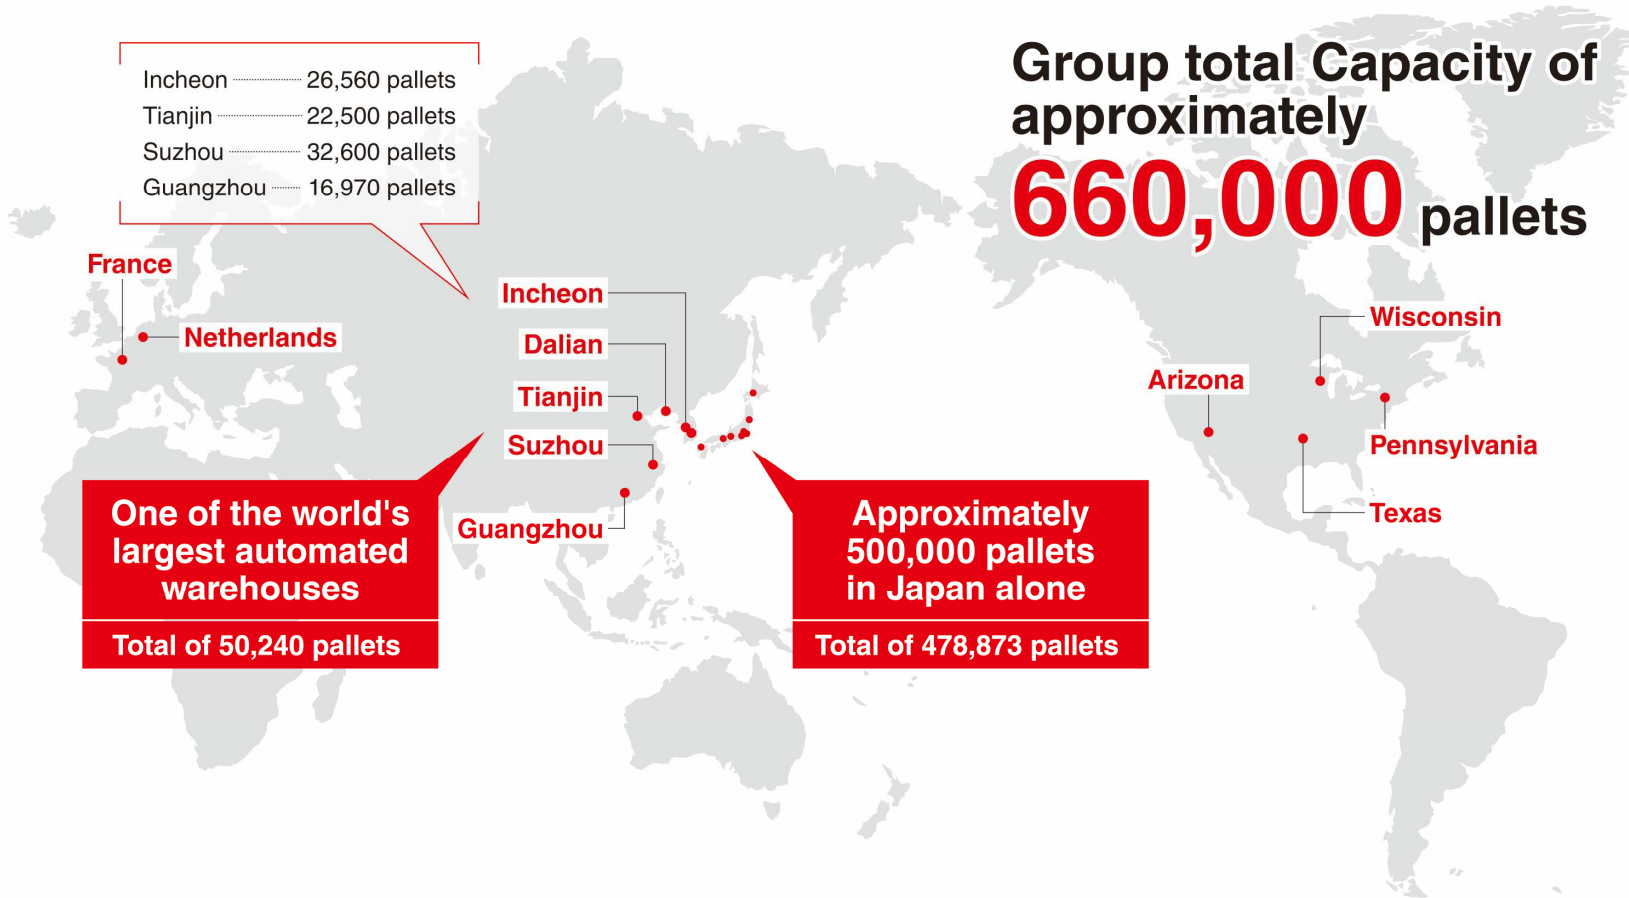 Group total Capacity of
approximately
660,000 pallets
Incheon 26,560 pallets
Tianjin 22,500 pallets
Suzhou 32,600 pallets
Guangzhou 16,970 pallets
France
Netherlands
Incheon
Dalian
Tianjin
Suzhou
Guangzhou
Wisconsin
Arizona
Pennsylvania
Texas
One of the world's
largest automated
warehouses
Total of 50,240 pallets
Approximately
500,000 pallets
in Japan alone
Total of 478,873 pallets